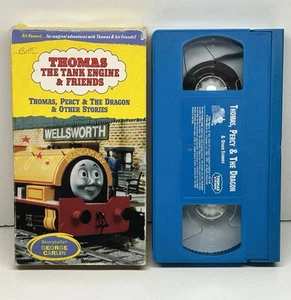 All Aboard... for magical adventures with Thomas & his friends!
THOMAS
THE TANK ENGINE
& FRIENDS
THOMAS, PERCY & THE DRAGON
& OTHER STORIES
WELLSWORTH
Storyteller
GEORGE
CARLIN
THOMAS, PERCY & THE DRAGON
& OTHER STORIES